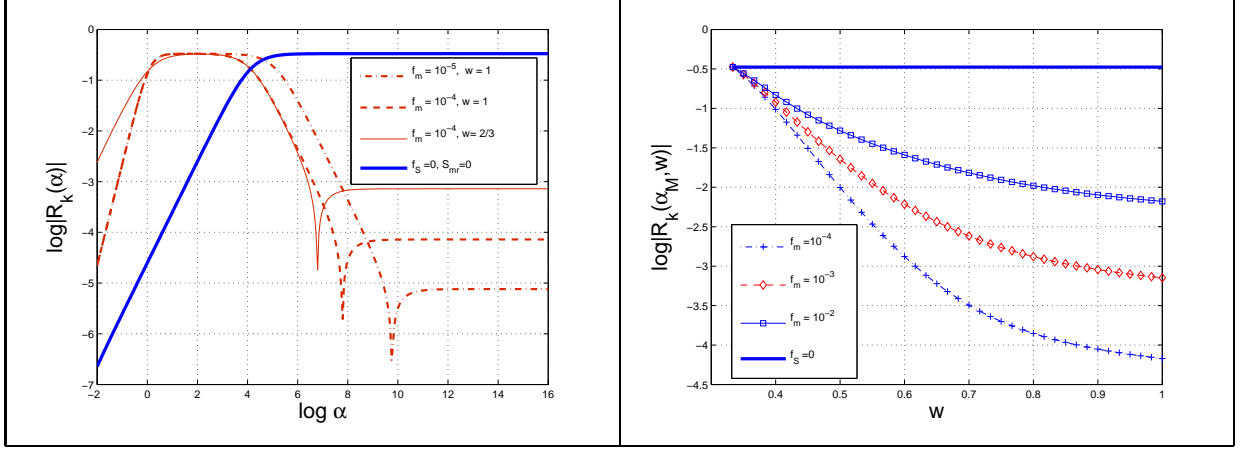 0
−1
−2
−3
−4
−5
−6
−7
log|R_k(α)|
f_m = 10^{−5}, w = 1
f_m = 10^{−4}, w = 1
f_m = 10^{−4}, w= 2/3
f_S =0, S_mr=0
−2 0 2 4 6 8 10 12 14 16
log α
0
−0.5
−1
−1.5
−2
−2.5
−3
−3.5
−4
−4.5
log|R_k(α_M,w)|
f_m =10^{−4}
f_m = 10^{−3}
f_m = 10^{−2}
f_S =0
0.4 0.5 0.6 0.7 0.8 0.9 1
w